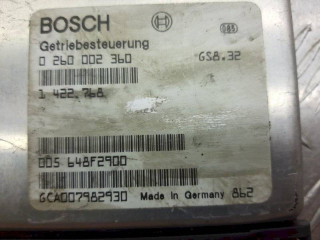 BOSCH
Getriebesteuerung
0 260 002 360 GS8.32
1 422 768
005 648F2900
GCA007982930 Made in Germany 862